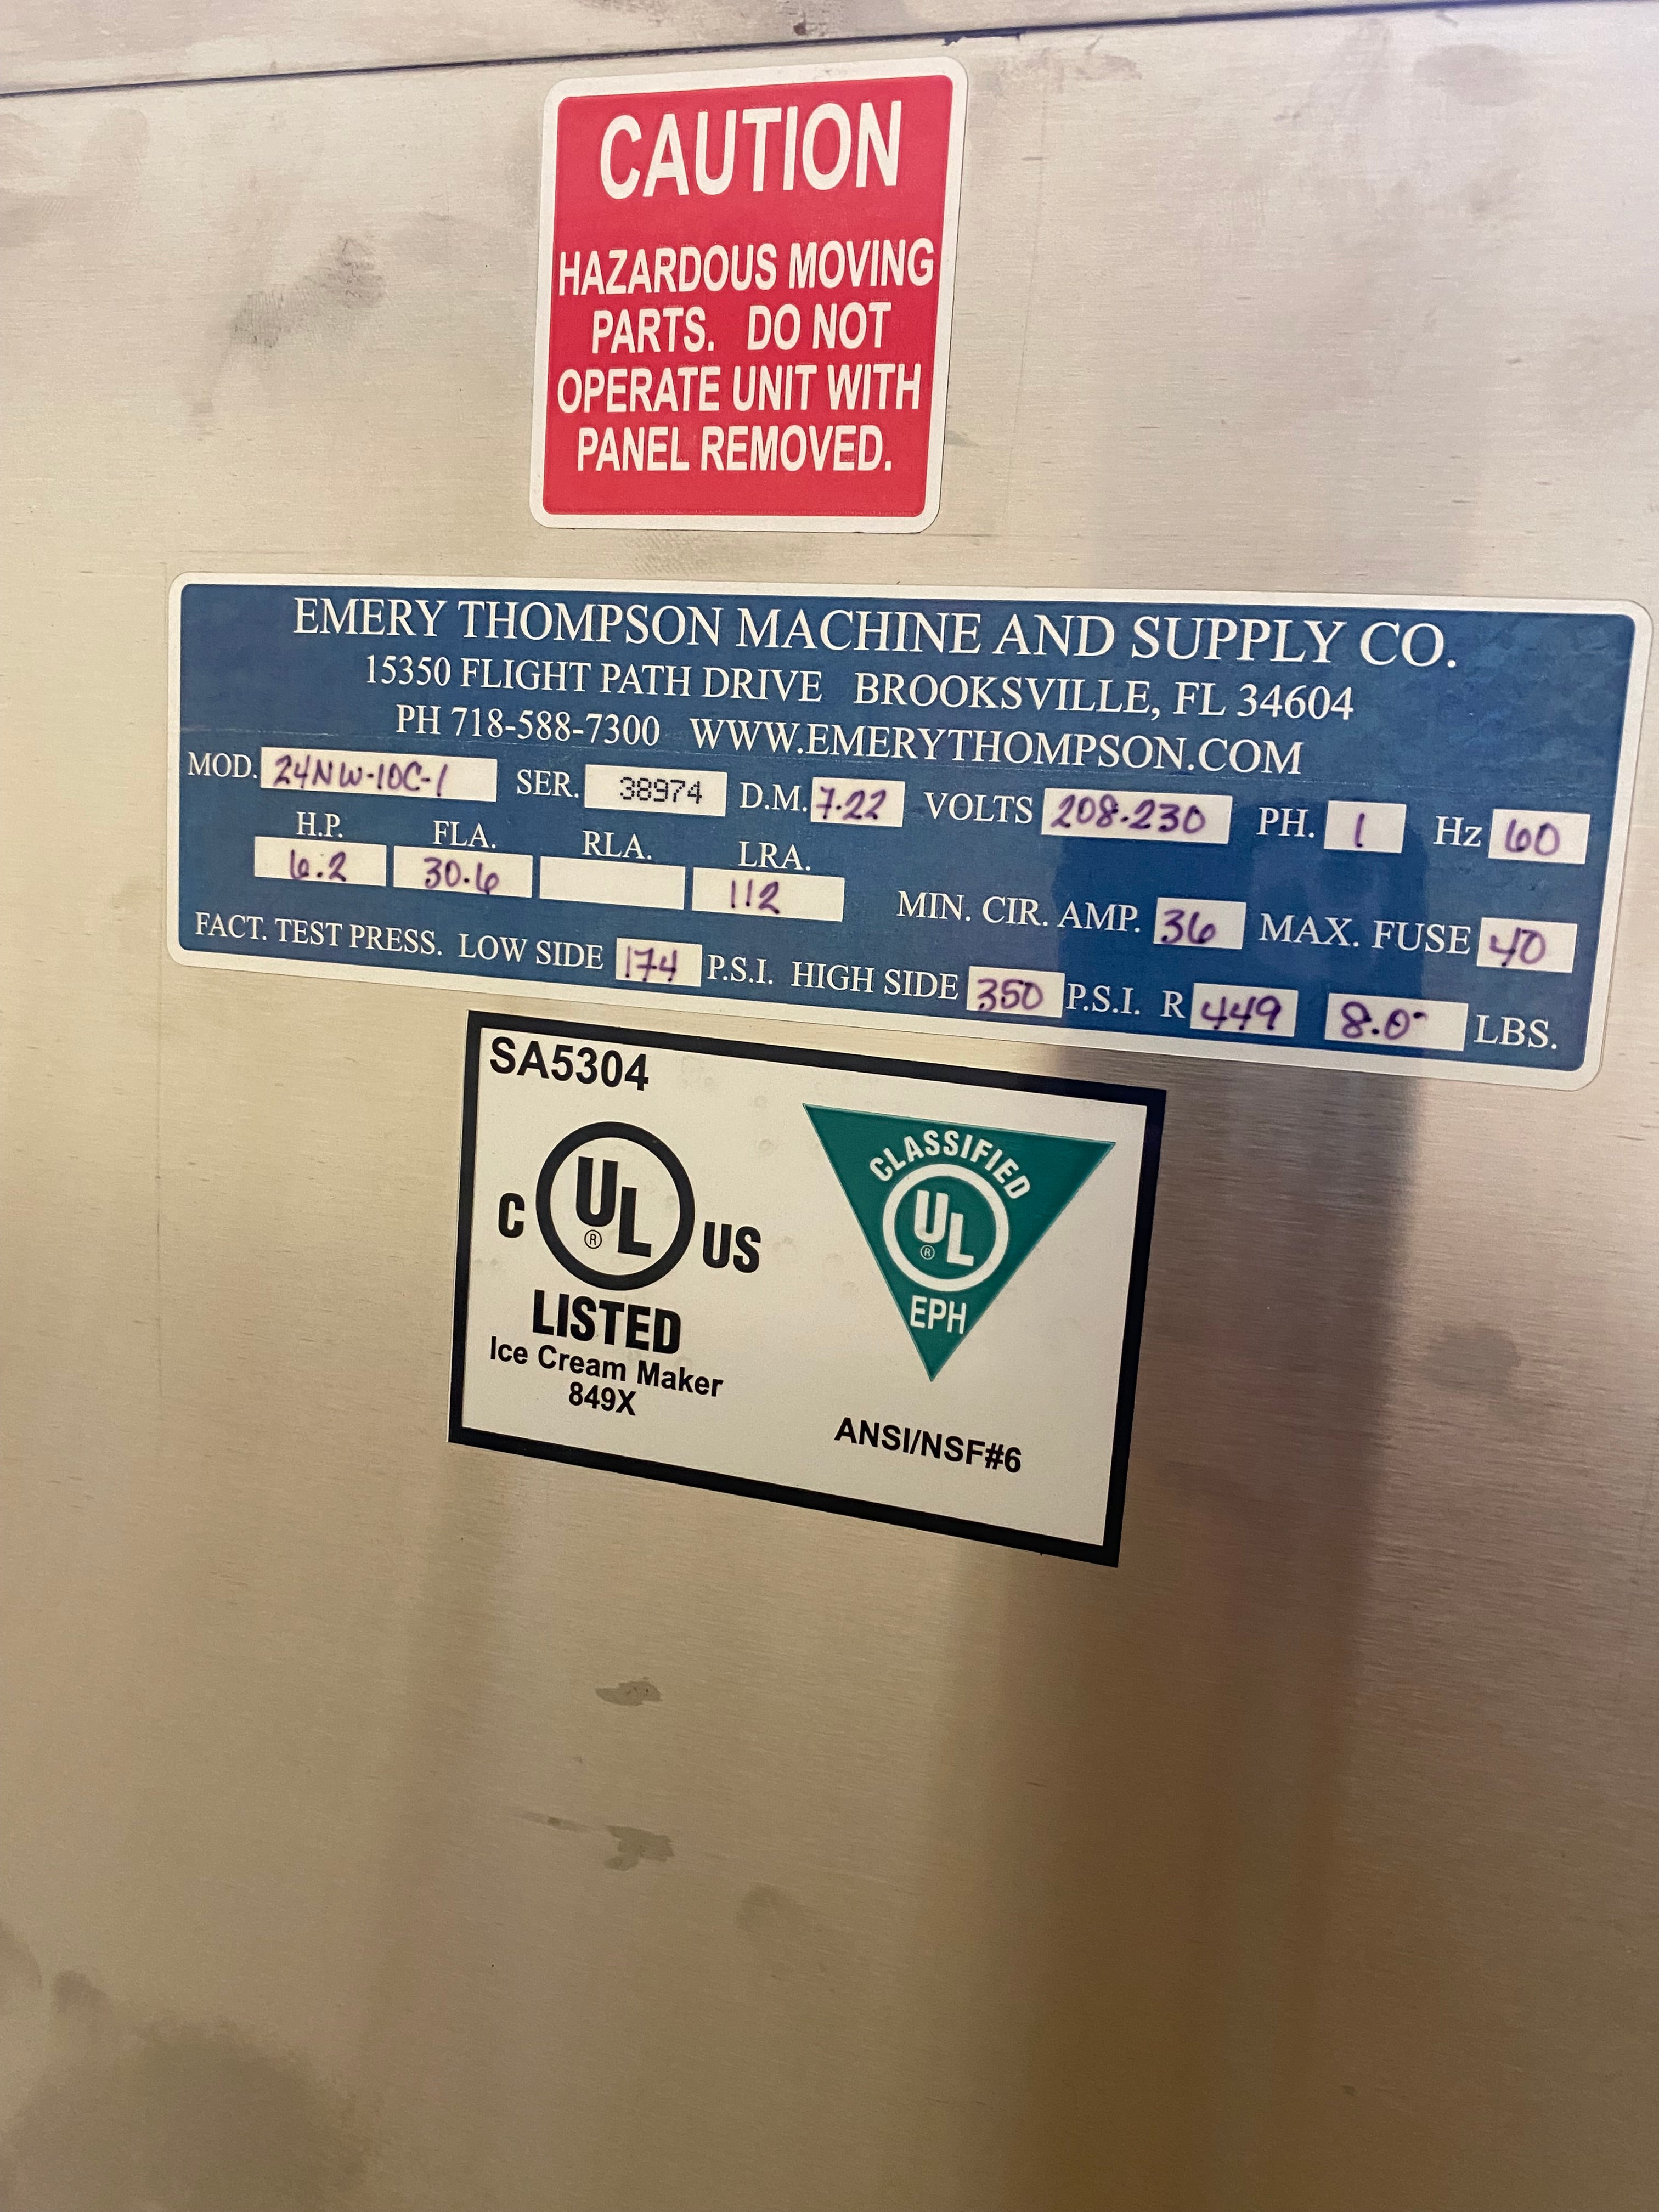 CAUTION
HAZARDOUS MOVING
PARTS. DO NOT
OPERATE UNIT WITH
PANEL REMOVED.
EMERY THOMPSON MACHINE AND SUPPLY CO.
15350 FLIGHT PATH DRIVE BROOKSVILLE, FL 34604
PH 718-588-7300 WWW.EMERYTHOMPSON.COM
MOD. 24NW-10C-1 SER. 38974 D.M. 7.22 VOLTS 208-230 PH. 1 Hz 60
H.P. FLA. RLA. LRA.
6.2 30.6 112 MIN. CIR. AMP. 36 MAX. FUSE 40
FACT. TEST PRESS. LOW SIDE 174 P.S.I. HIGH SIDE 350 P.S.I. R 449 8.0 LBS.
SA5304
C UL ® US
LISTED
Ice Cream Maker
849X
CLASSIFIED
UL ®
EPH
ANSI/NSF#6